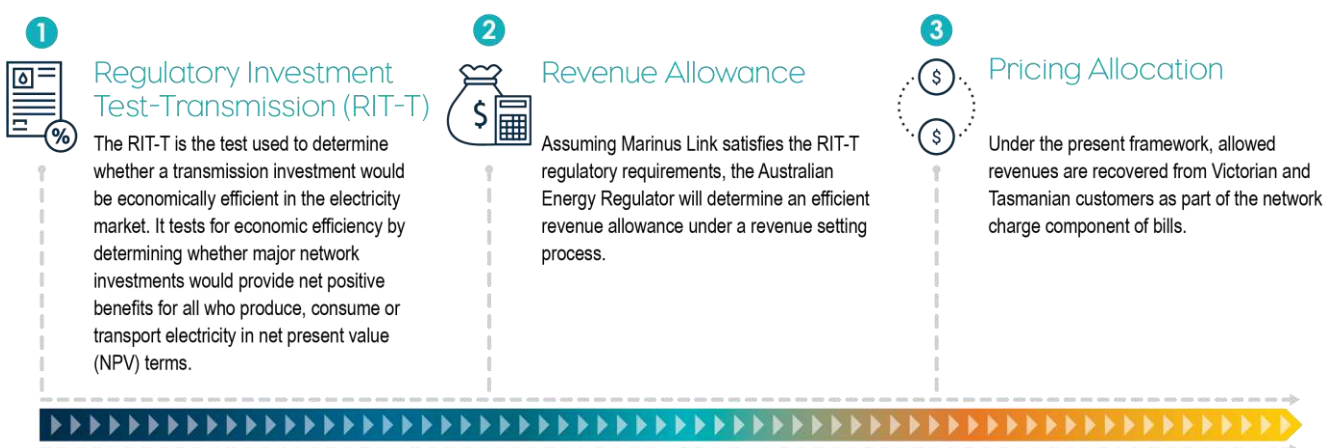 1
Regulatory Investment
Test-Transmission (RIT-T)
%
The RIT-T is the test used to determine
whether a transmission investment would
be economically efficient in the electricity
market. It tests for economic efficiency by
determining whether major network
investments would provide net positive
benefits for all who produce, consume or
transport electricity in net present value
(NPV) terms.
2
Revenue Allowance
$
Assuming Marinus Link satisfies the RIT-T
regulatory requirements, the Australian
Energy Regulator will determine an efficient
revenue allowance under a revenue setting
process.
3
Pricing Allocation
$
$
Under the present framework, allowed
revenues are recovered from Victorian and
Tasmanian customers as part of the network
charge component of bills.